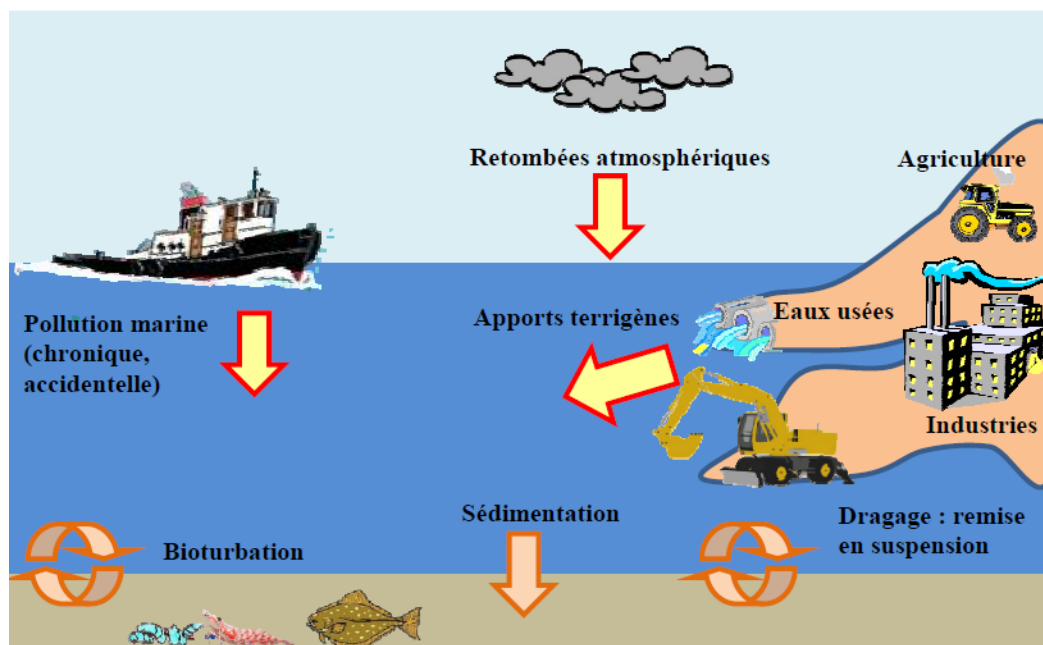 Retombées atmosphériques
Agriculture
Pollution marine
(chronique,
accidentelle)
Apports terrigènes
Eaux usées
Industries
Sédimentation
Dragage : remise
en suspension
Bioturbation